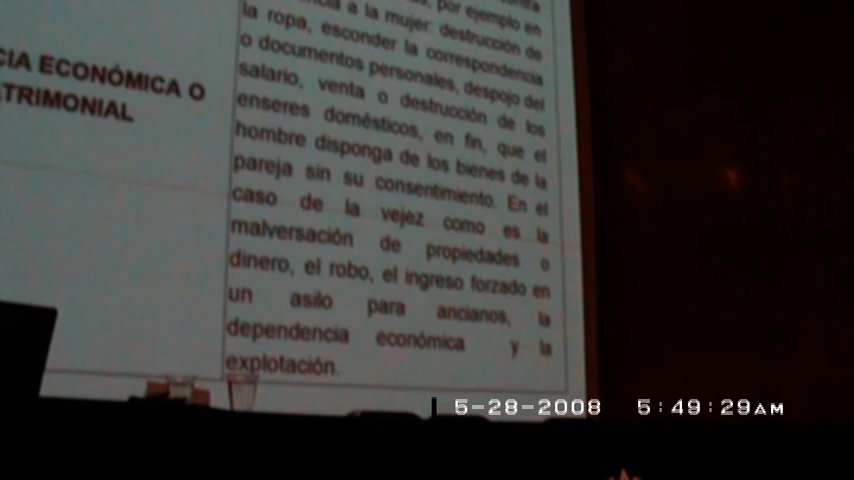 CIA ECONÓMICA O
TRIMONIAL
por ejemplo en
a la mujer: destrucción de
la ropa, esconder la correspondencia
o documentos personales, despojo del
salario, venta o destrucción de los
enseres domésticos, en fin, que el
hombre disponga de los bienes de la
pareja sin su consentimiento. En el
caso de la vejez como es la
malversación de propiedades o
dinero, el robo, el ingreso forzado en
un asilo para ancianos, la
dependencia económica y la
explotación.
5-28-2008 5:49:29AM